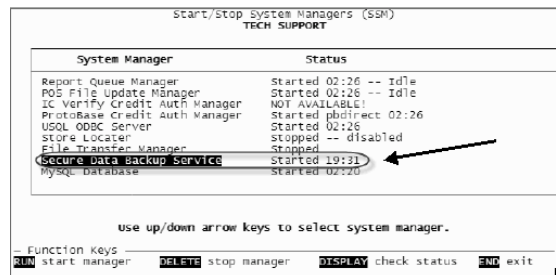 Start/Stop System Managers (SSM)
TECH SUPPORT
System Manager Status
Report Queue Manager Started 02:26 -- Idle
POS File Update Manager Started 02:26 -- Idle
IC Verify Credit Auth Manager NOT AVAILABLE!
ProtoBase Credit Auth Manager Started pbdirect 02:26
USQL ODBC Server Started 02:26
Store Locater Stopped -- disabled
File Transfer Manager Stopped
Secure Data Backup Service Started 19:31
MySQL Database Started 02:20
Use up/down arrow keys to select system manager.
Function Keys
RUN start manager DELETE stop manager DISPLAY check status END exit